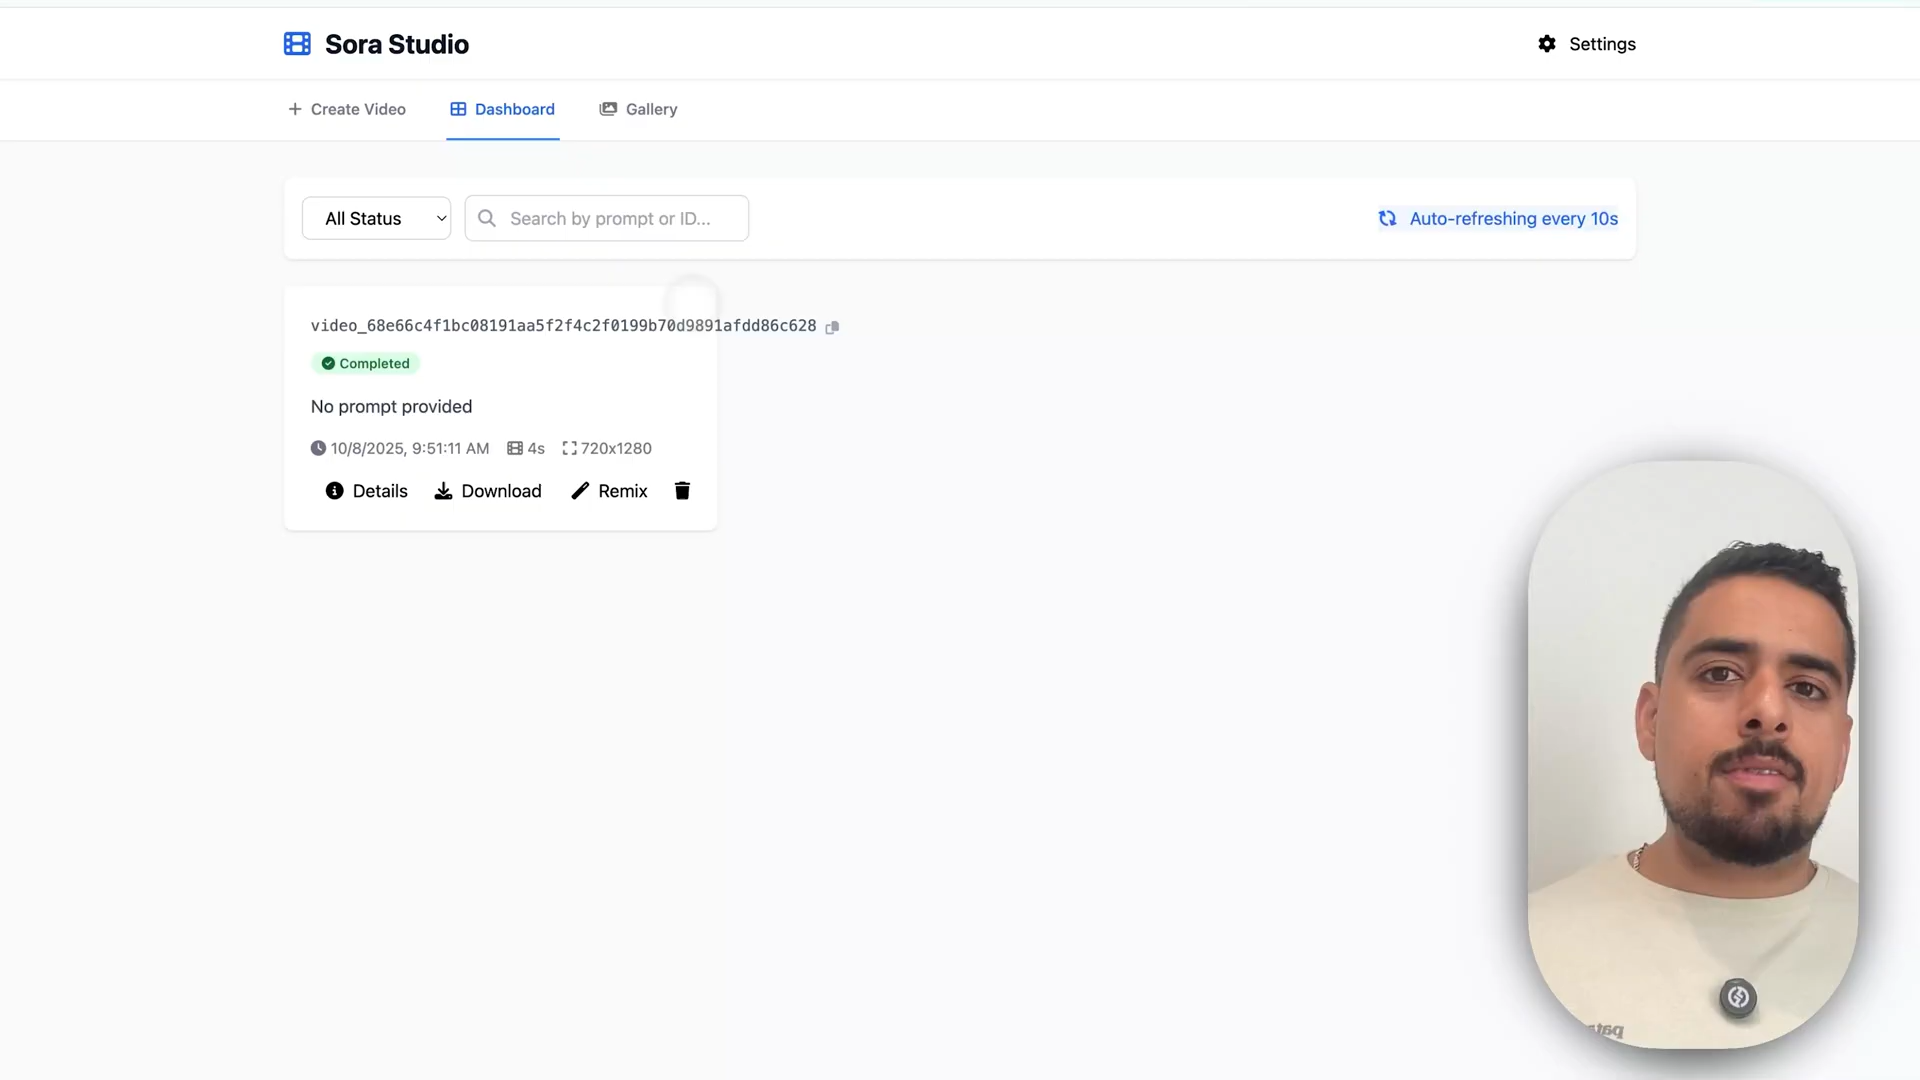 Sora Studio
Settings
Create Video
Dashboard
Gallery
All Status
Search by prompt or ID...
Auto-refreshing every 10s
video_68e66c4f1bc08191aa5f2f4c2f0199b70d9891afdd86c628
Completed
No prompt provided
10/8/2025, 9:51:11 AM 4s 720x1280
Details Download Remix